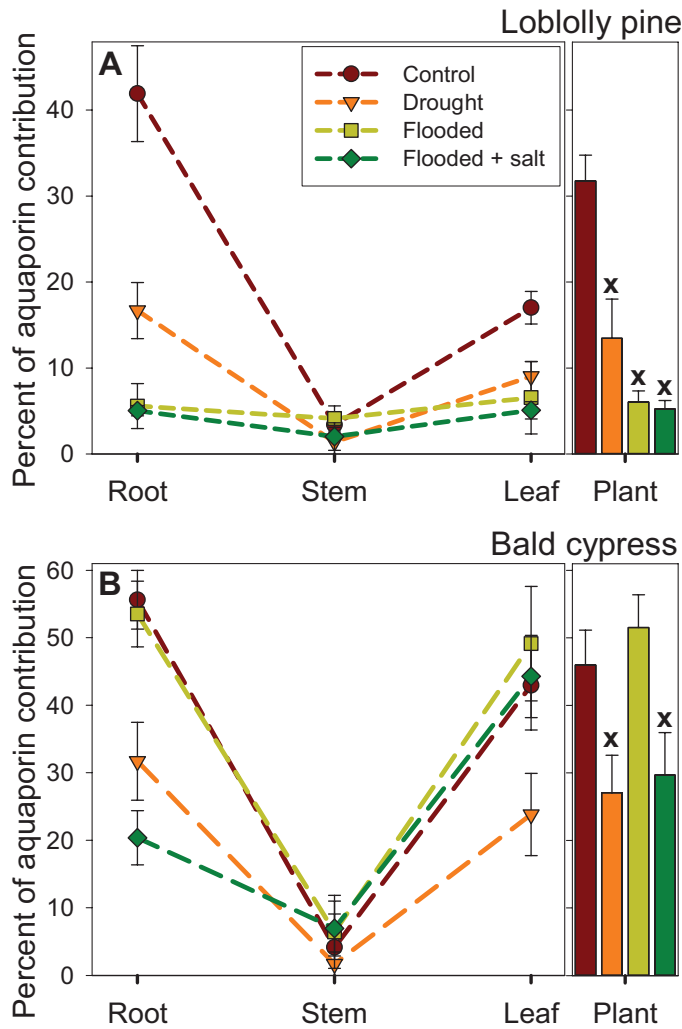 Loblolly pine
A
Control
Drought
Flooded
Flooded + salt
Percent of aquaporin contribution
40
30
20
10
0
x
x
x
Root Stem Leaf Plant
Bald cypress
B
Percent of aquaporin contribution
60
50
40
30
20
10
0
x
x
Root Stem Leaf Plant